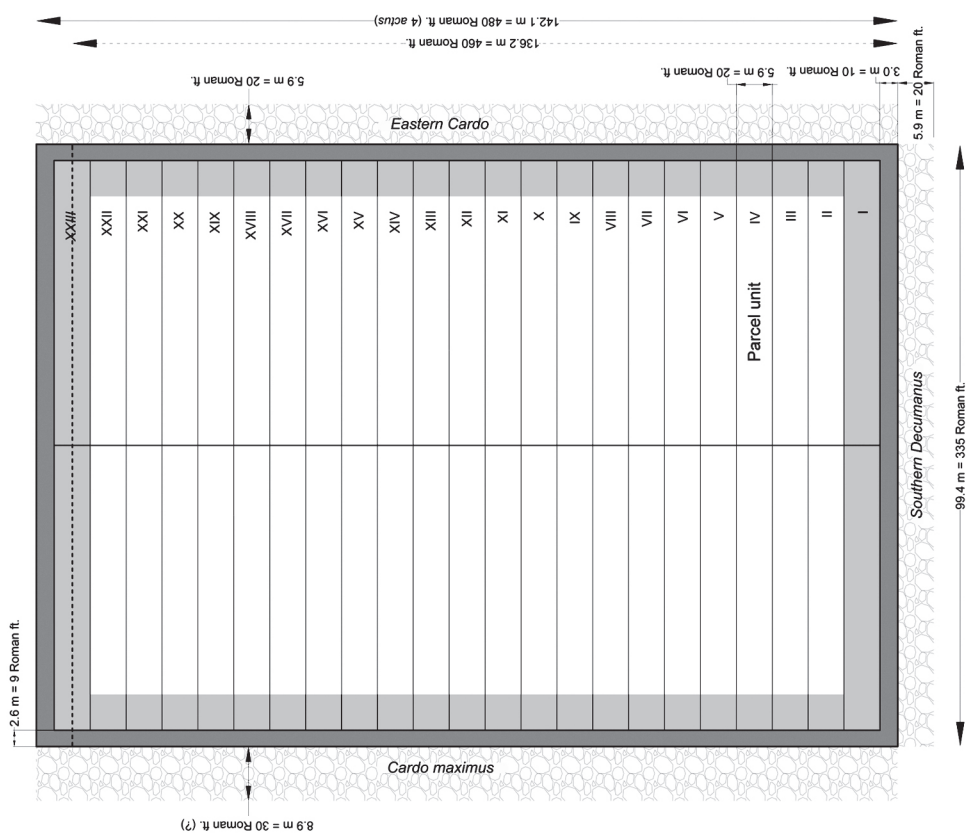 142.1 m = 480 Roman ft. (4 actus)
136.2 m = 460 Roman ft.
5.9 m = 20 Roman ft.
5.9 m = 20 Roman ft.
3.0 m = 10 Roman ft.
5.9 m = 20 Roman ft.
Eastern Cardo
XXIII
XXII
XXI
XX
XIX
XVIII
XVII
XVI
XV
XIV
XIII
XII
XI
X
IX
VIII
VII
VI
V
IV
III
II
I
Parcel unit
Southern Decumanus
99.4 m = 335 Roman ft.
2.6 m = 9 Roman ft.
Cardo maximus
8.9 m = 30 Roman ft. (?)